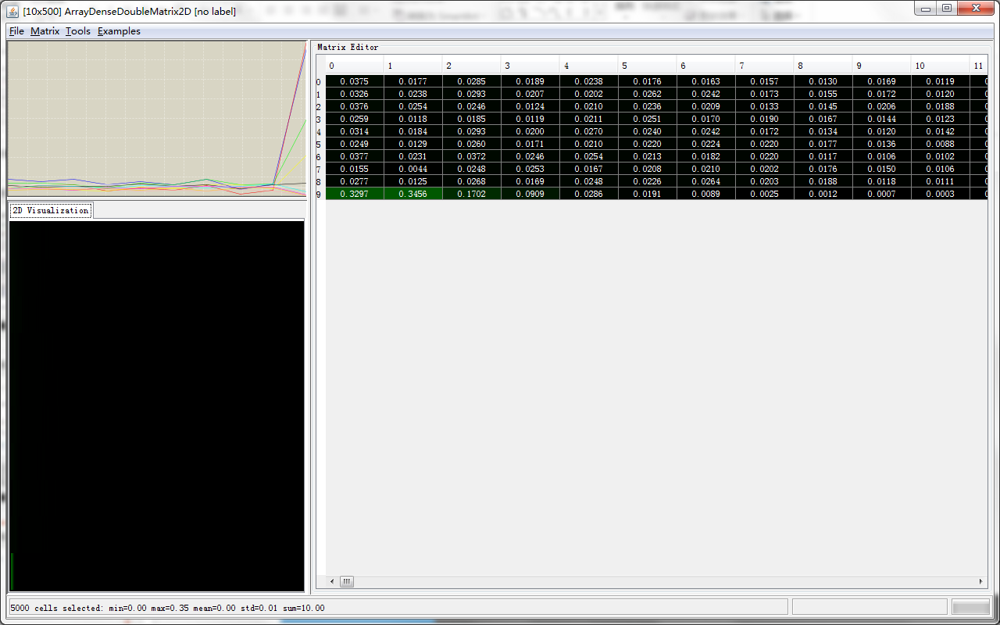 [10x500] ArrayDenseDoubleMatrix2D [no label]
File Matrix Tools Examples
Matrix Editor
0 1 2 3 4 5 6 7 8 9 10 11
0 0.0375 0.0177 0.0285 0.0189 0.0238 0.0176 0.0163 0.0157 0.0130 0.0169 0.0119
1 0.0326 0.0238 0.0293 0.0207 0.0202 0.0262 0.0242 0.0173 0.0155 0.0172 0.0120
2 0.0376 0.0254 0.0246 0.0124 0.0210 0.0236 0.0209 0.0133 0.0145 0.0206 0.0188
3 0.0259 0.0118 0.0185 0.0119 0.0211 0.0251 0.0170 0.0190 0.0167 0.0144 0.0123
4 0.0314 0.0184 0.0293 0.0200 0.0270 0.0240 0.0242 0.0172 0.0134 0.0120 0.0142
5 0.0249 0.0129 0.0260 0.0171 0.0210 0.0220 0.0224 0.0220 0.0177 0.0136 0.0088
6 0.0377 0.0231 0.0372 0.0246 0.0254 0.0213 0.0182 0.0220 0.0117 0.0106 0.0102
7 0.0155 0.0044 0.0248 0.0253 0.0167 0.0208 0.0210 0.0202 0.0176 0.0150 0.0106
8 0.0277 0.0125 0.0268 0.0169 0.0248 0.0226 0.0264 0.0203 0.0188 0.0118 0.0111
9 0.3297 0.3456 0.1702 0.0909 0.0286 0.0191 0.0089 0.0025 0.0012 0.0007 0.0003
2D Visualization
5000 cells selected: min=0.00 max=0.35 mean=0.00 std=0.01 sum=10.00